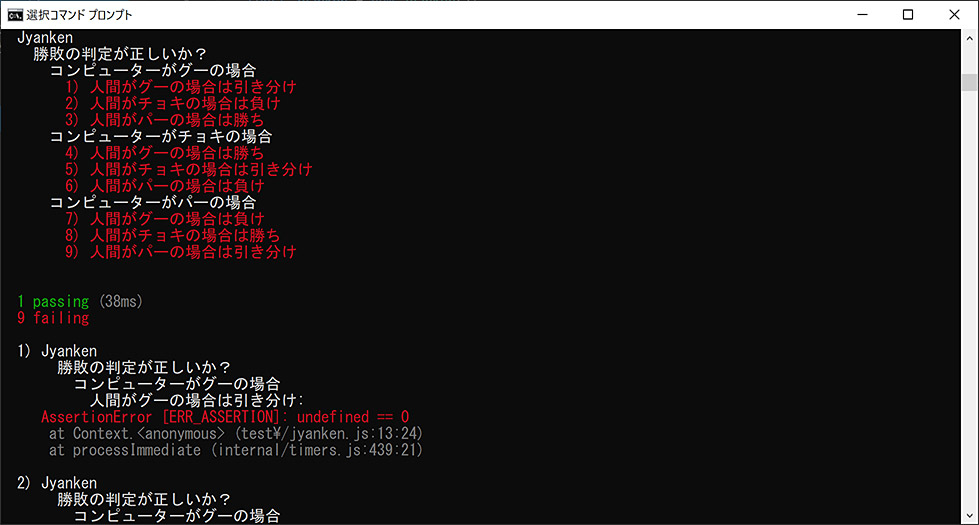 選択コマンド プロンプト
Jyanken
勝敗の判定が正しいか？
コンピューターがグーの場合
1) 人間がグーの場合は引き分け
2) 人間がチョキの場合は負け
3) 人間がパーの場合は勝ち
コンピューターがチョキの場合
4) 人間がグーの場合は勝ち
5) 人間がチョキの場合は引き分け
6) 人間がパーの場合は負け
コンピューターがパーの場合
7) 人間がグーの場合は負け
8) 人間がチョキの場合は勝ち
9) 人間がパーの場合は引き分け
1 passing (38ms)
9 failing
1) Jyanken
勝敗の判定が正しいか？
コンピューターがグーの場合
人間がグーの場合は引き分け:
AssertionError [ERR_ASSERTION]: undefined == 0
at Context.<anonymous> (test¥/jyanken.js:13:24)
at processImmediate (internal/timers.js:439:21)
2) Jyanken
勝敗の判定が正しいか？
コンピューターがグーの場合